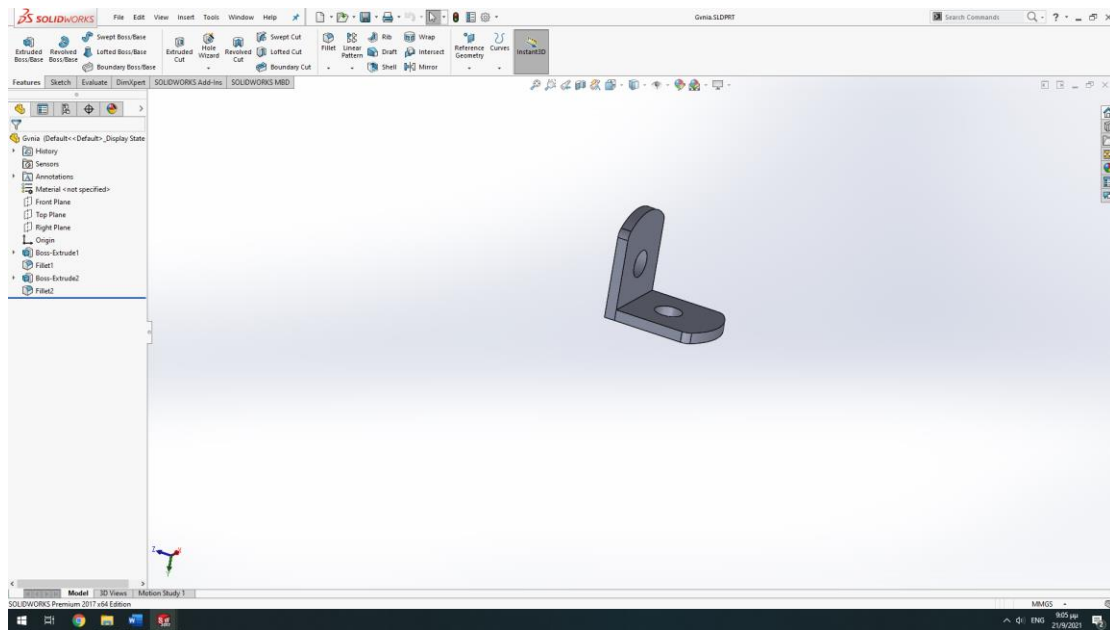 SOLIDWORKS File Edit View Insert Tools Window Help Gvnia.SLDPRT Search Commands
Extruded Boss/Base
Revolved Boss/Base
Swept Boss/Base
Lofted Boss/Base
Boundary Boss/Base
Extruded Cut
Hole Wizard
Revolved Cut
Swept Cut
Lofted Cut
Boundary Cut
Fillet
Linear Pattern
Rib
Draft
Shell
Wrap
Intersect
Mirror
Reference Geometry
Curves
Instant3D
Features Sketch Evaluate DimXpert SOLIDWORKS Add-Ins SOLIDWORKS MBD
Gvnia (Default<<Default>_Display State
History
Sensors
Annotations
Material <not specified>
Front Plane
Top Plane
Right Plane
Origin
Boss-Extrude1
Fillet1
Boss-Extrude2
Fillet2
Model 3D Views Motion Study 1
SOLIDWORKS Premium 2017 x64 Edition MMGS
ENG 9:05 μμ
21/9/2021